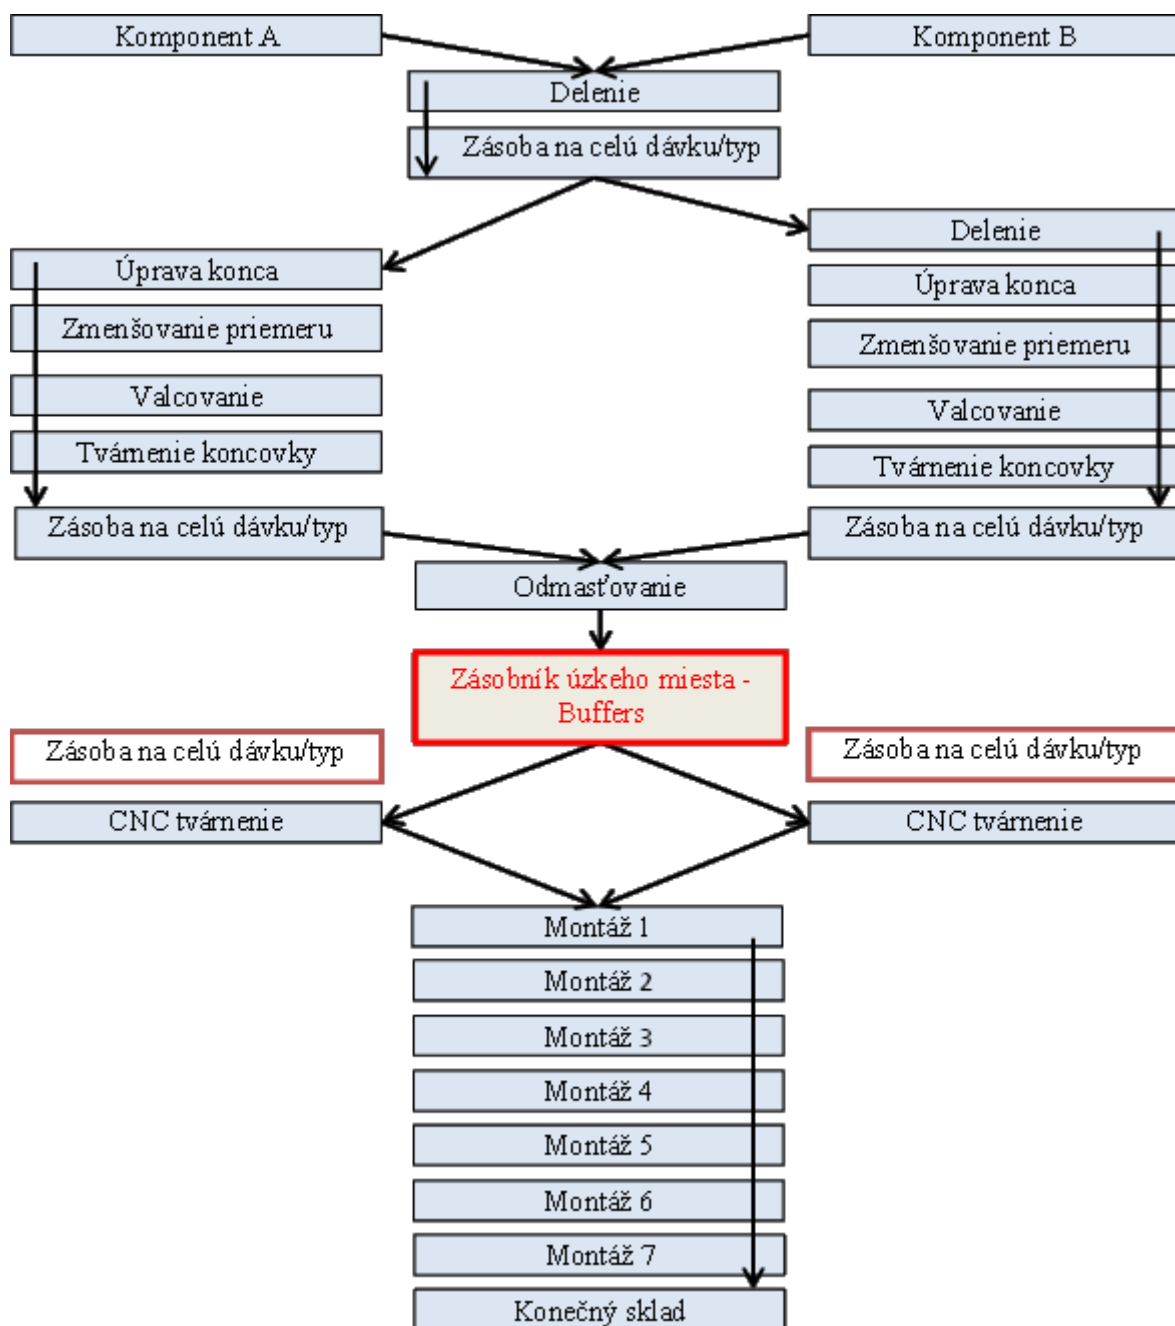 Komponent A
Komponent B
Delenie
Zásoba na celú dávku/typ
Delenie
Úprava konca
Úprava konca
Zmenšovanie priemeru
Zmenšovanie priemeru
Valcovanie
Valcovanie
Tvárnenie koncovky
Tvárnenie koncovky
Zásoba na celú dávku/typ
Zásoba na celú dávku/typ
Odmasťovanie
Zásobník úzkeho miesta -
Buffers
Zásoba na celú dávku/typ
Zásoba na celú dávku/typ
CNC tvárnenie
CNC tvárnenie
Montáž 1
Montáž 2
Montáž 3
Montáž 4
Montáž 5
Montáž 6
Montáž 7
Konečný sklad